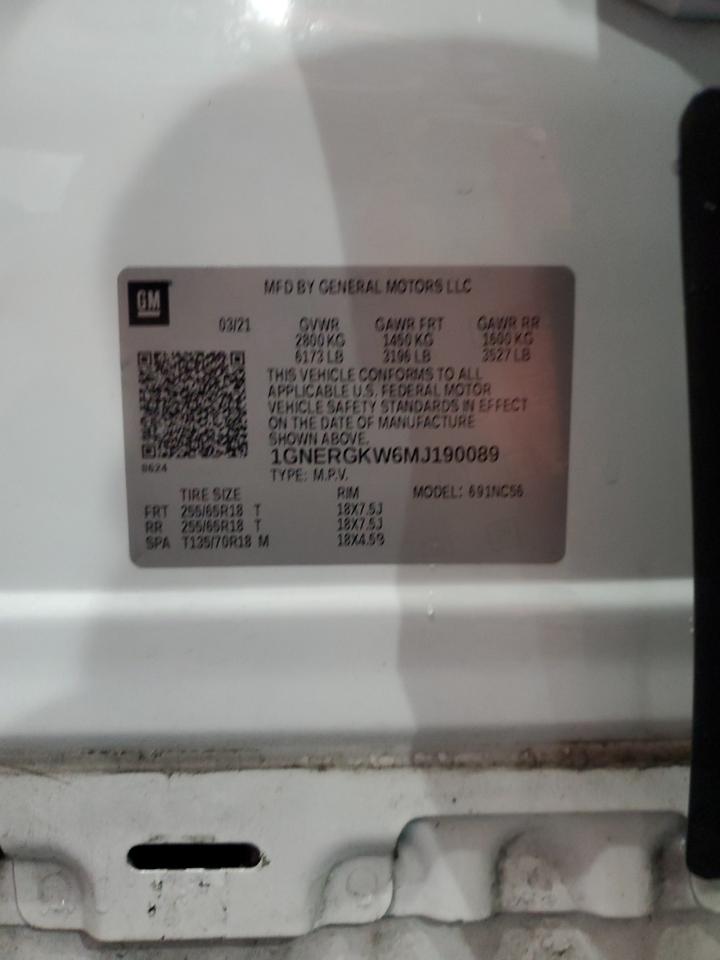 GM
MFD BY GENERAL MOTORS LLC
03/21 GVWR GAWR FRT GAWR RR
2800 KG 1450 KG 1600 KG
6173 LB 3196 LB 3527 LB
THIS VEHICLE CONFORMS TO ALL
APPLICABLE U.S. FEDERAL MOTOR
VEHICLE SAFETY STANDARDS IN EFFECT
ON THE DATE OF MANUFACTURE
SHOWN ABOVE.
1GNERGKW6MJ190089
0624
TYPE: M.P.V.
TIRE SIZE RIM MODEL: 691NC56
FRT 255/65R18 T 18X7.5J
RR 255/65R18 T 18X7.5J
SPA T135/70R18 M 18X4.5B